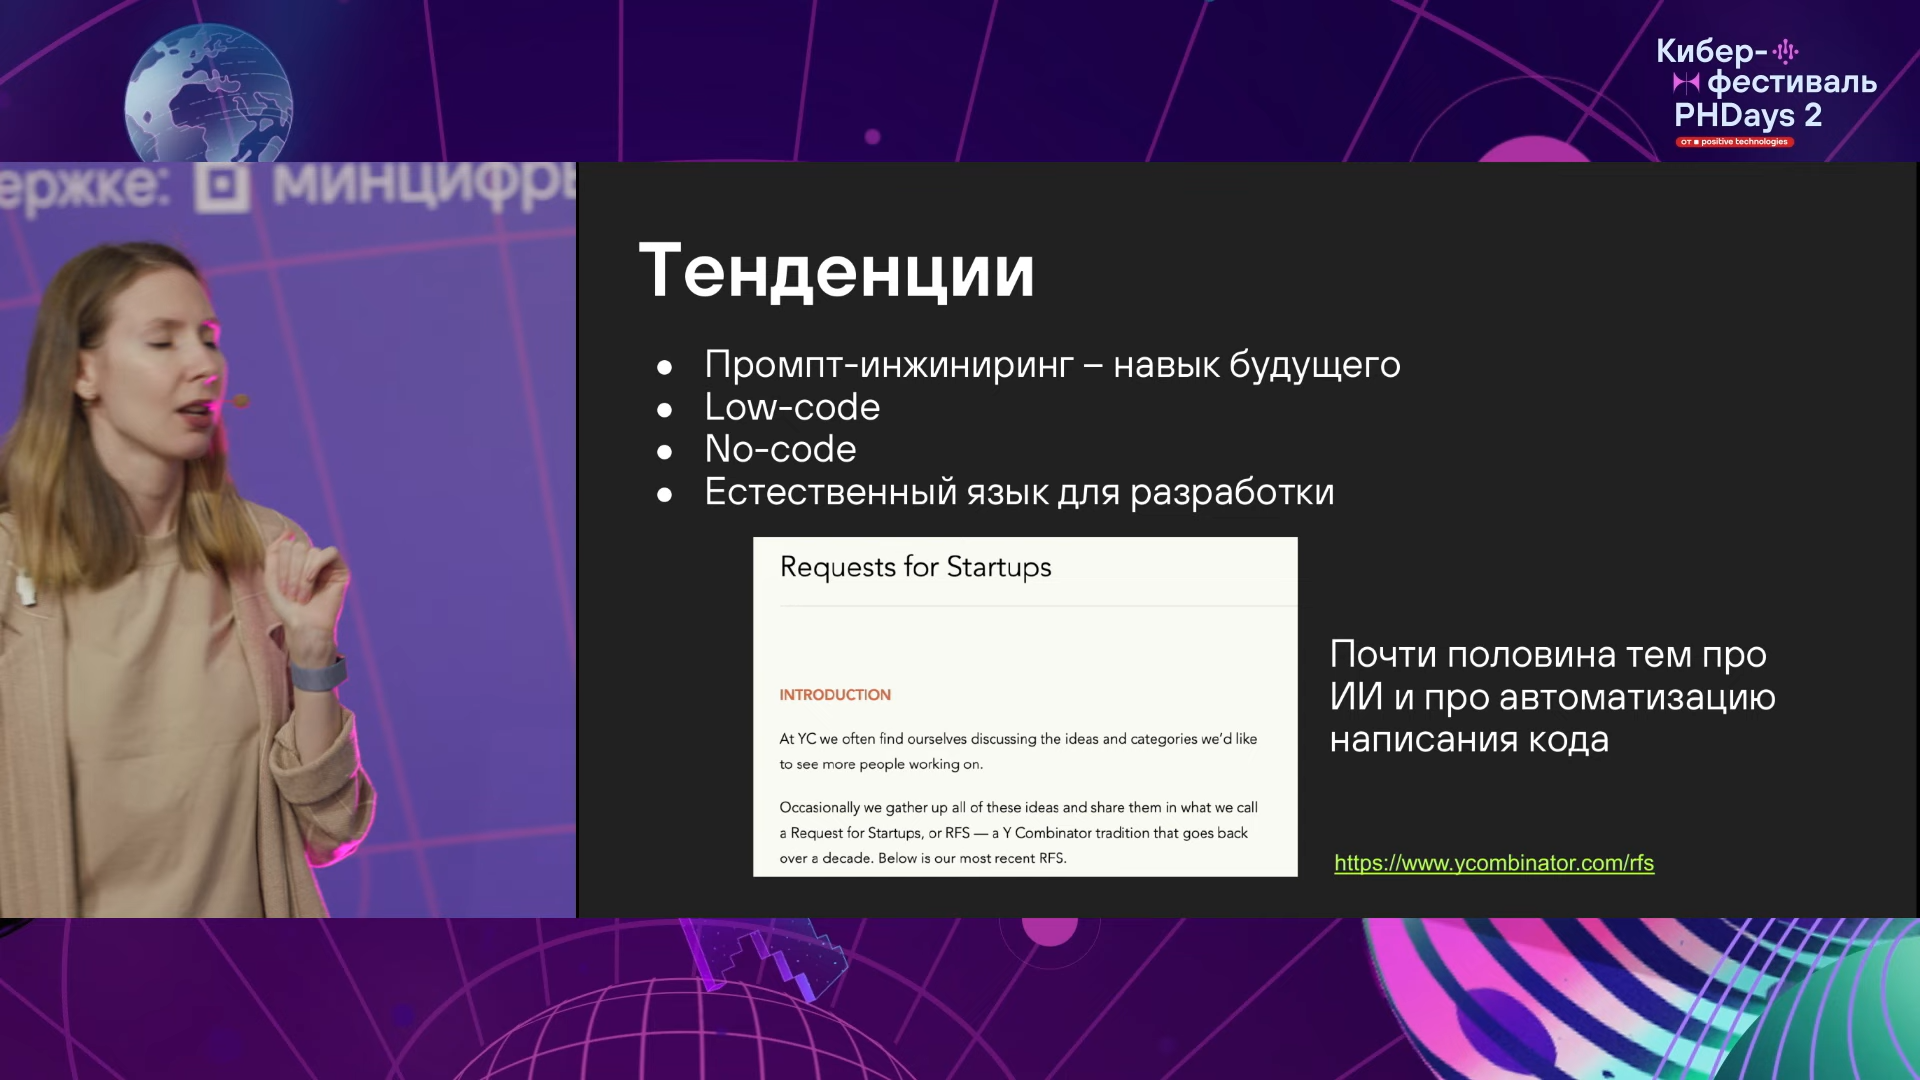 Кибер-
фестиваль
PHDays 2
от positive technologies
ержке: МИНЦИФРЫ
Тенденции
● Промпт-инжиниринг – навык будущего
● Low-code
● No-code
● Естественный язык для разработки
Requests for Startups
INTRODUCTION
At YC we often find ourselves discussing the ideas and categories we'd like
to see more people working on.
Occasionally we gather up all of these ideas and share them in what we call
a Request for Startups, or RFS — a Y Combinator tradition that goes back
over a decade. Below is our most recent RFS.
Почти половина тем про
ИИ и про автоматизацию
написания кода
https://www.ycombinator.com/rfs